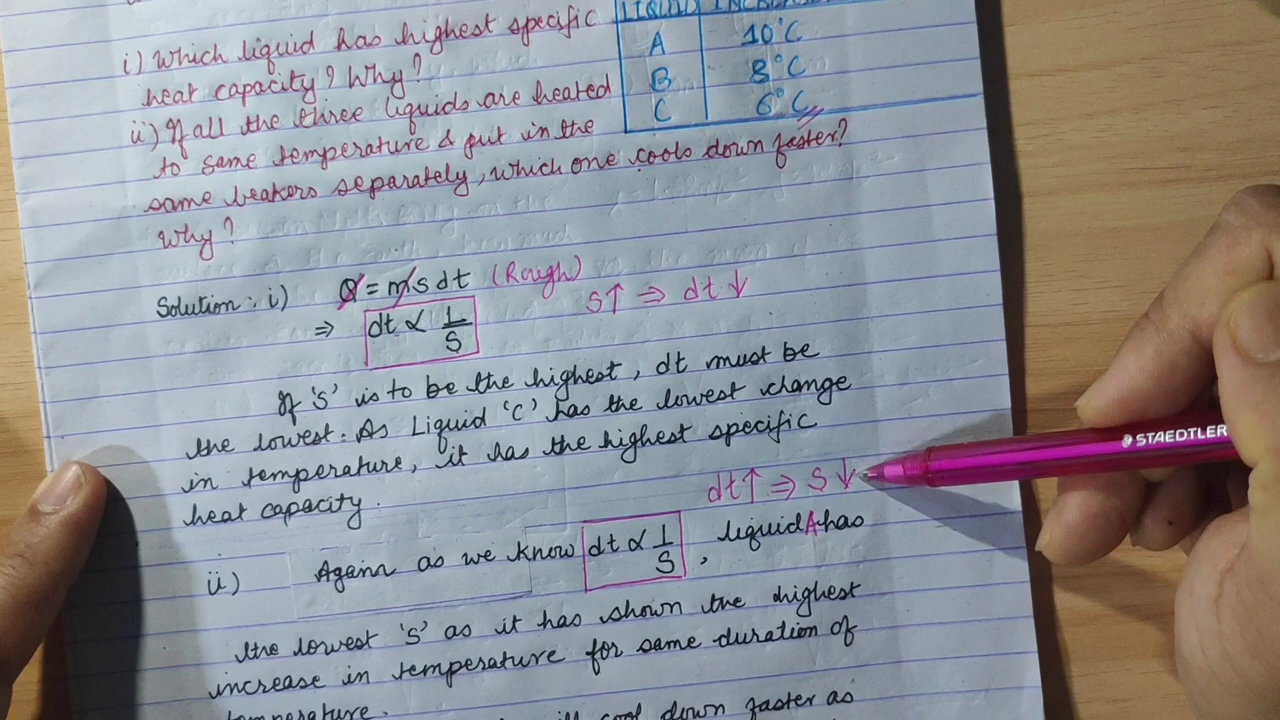 LIQUID INCREASE
i) Which liquid has highest specific
heat capacity? Why?
A 10°C
B 8°C
C 6°C
ii) If all the three liquids are heated
to same temperature & put in the
same beakers separately, which one cools down faster?
Why?
Solution: i) Q = msdt (Rough)
S↑ ⇒ dt↓
⇒ dt ∝ 1/S
If 's' is to be the highest, dt must be
the lowest. As Liquid 'C' has the lowest change
in temperature, it has the highest specific
heat capacity.
dt↑ ⇒ S↓
ii) Again as we know dt ∝ 1/S, liquid A has
the lowest 'S' as it has shown the highest
increase in temperature for same duration of
temperature.
will cool down faster as
STAEDTLER